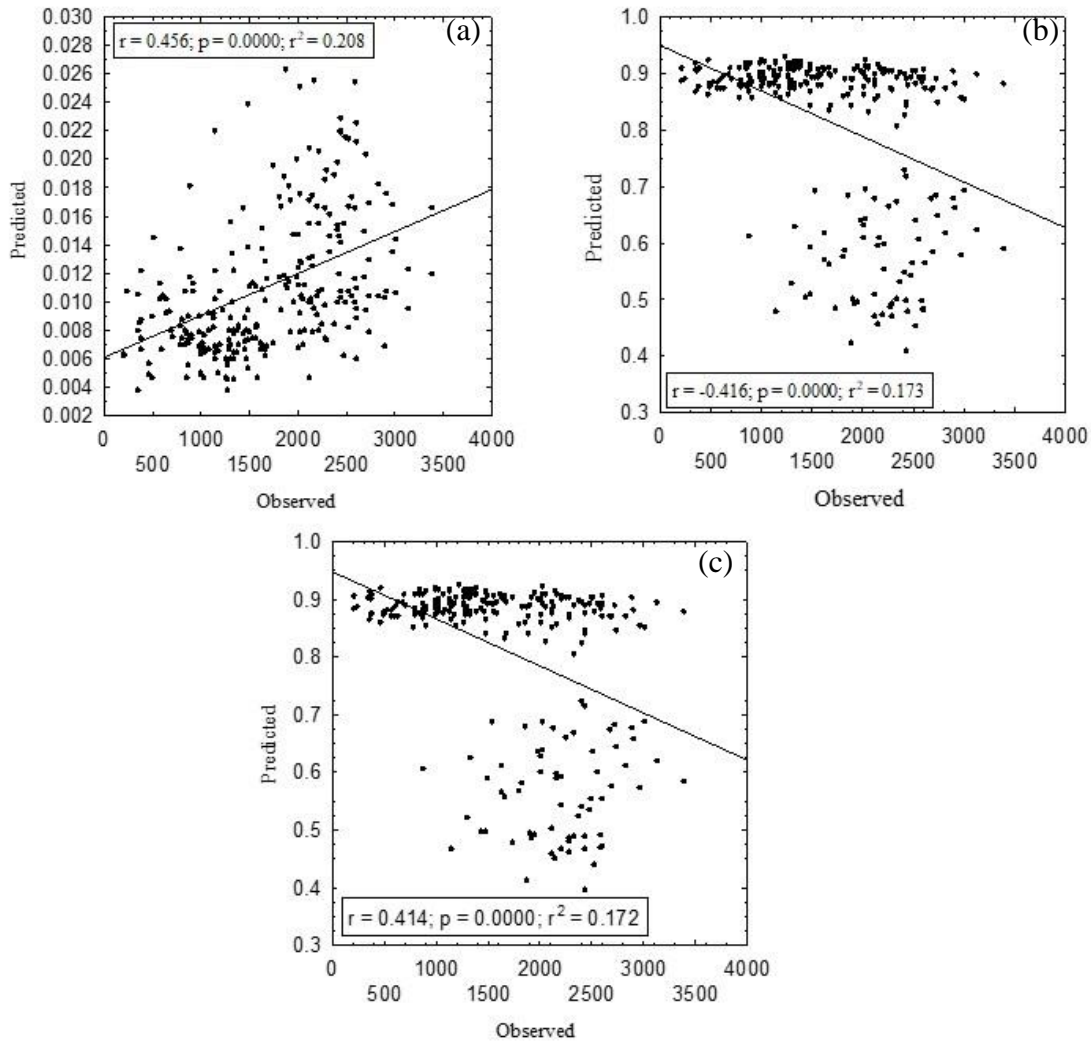 (a)
r = 0.456; p = 0.0000; r² = 0.208
0.030
0.028
0.026
0.024
0.022
0.020
0.018
0.016
0.014
0.012
0.010
0.008
0.006
0.004
0.002
Predicted
0 1000 2000 3000 4000
500 1500 2500 3500
Observed
(b)
1.0
0.9
0.8
0.7
0.6
0.5
0.4
0.3
Predicted
r = -0.416; p = 0.0000; r² = 0.173
0 1000 2000 3000 4000
500 1500 2500 3500
Observed
(c)
1.0
0.9
0.8
0.7
0.6
0.5
0.4
0.3
Predicted
r = 0.414; p = 0.0000; r² = 0.172
0 1000 2000 3000 4000
500 1500 2500 3500
Observed